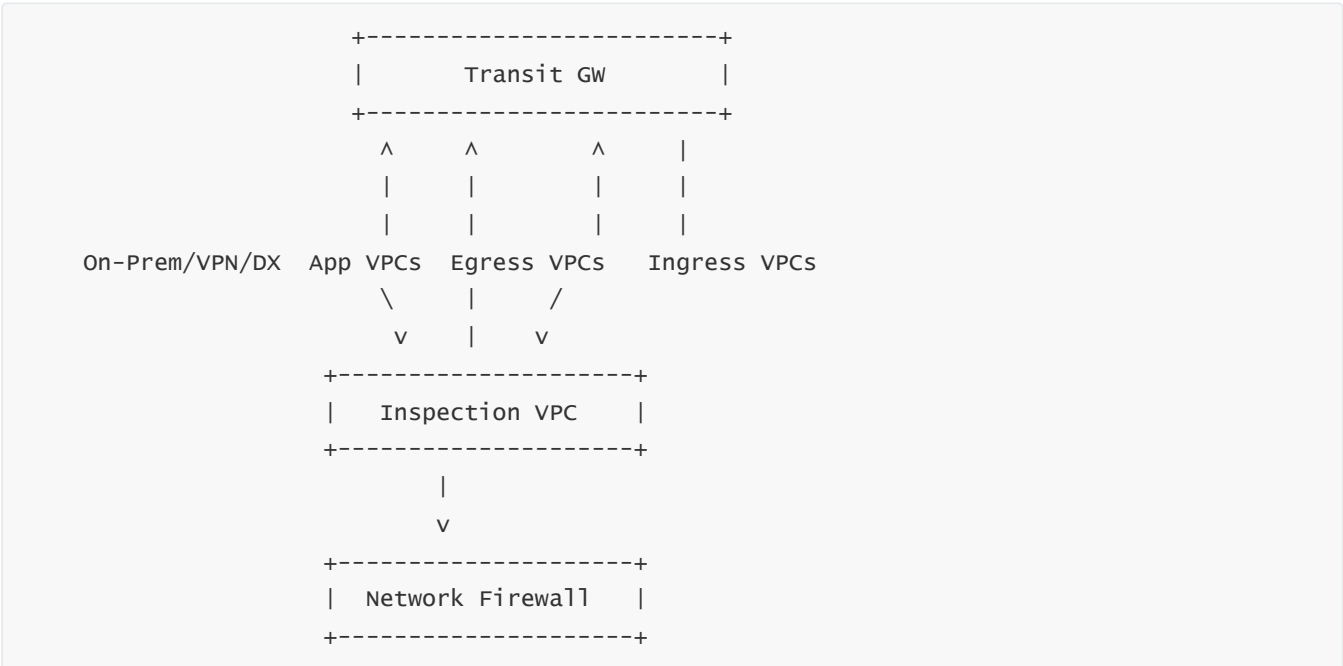 +-------------------------+
|       Transit GW        |
+-------------------------+
^     ^        ^     |
|     |        |     |
|     |        |     |
On-Prem/VPN/DX  App VPCs  Egress VPCs   Ingress VPCs
\     |     /
v    |    v
+---------------------+
|   Inspection VPC    |
+---------------------+
|
v
+---------------------+
|  Network Firewall   |
+---------------------+